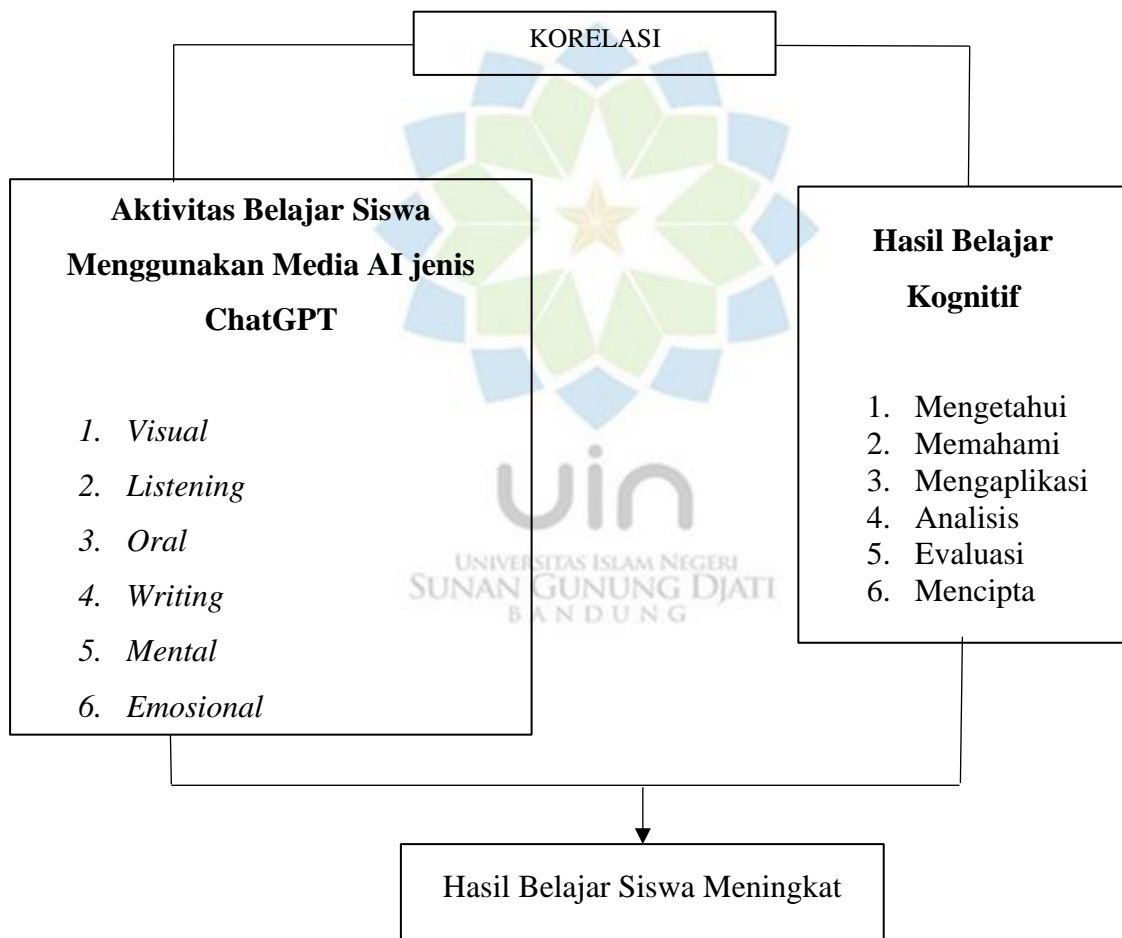 KORELASI
Aktivitas Belajar Siswa
Menggunakan Media AI jenis
ChatGPT
1. Visual
2. Listening
3. Oral
4. Writing
5. Mental
6. Emosional
Hasil Belajar
Kognitif
1. Mengetahui
2. Memahami
3. Mengaplikasi
4. Analisis
5. Evaluasi
6. Mencipta
uin
UNIVERSITAS ISLAM NEGERI
SUNAN GUNUNG DJATI
BANDUNG
Hasil Belajar Siswa Meningkat